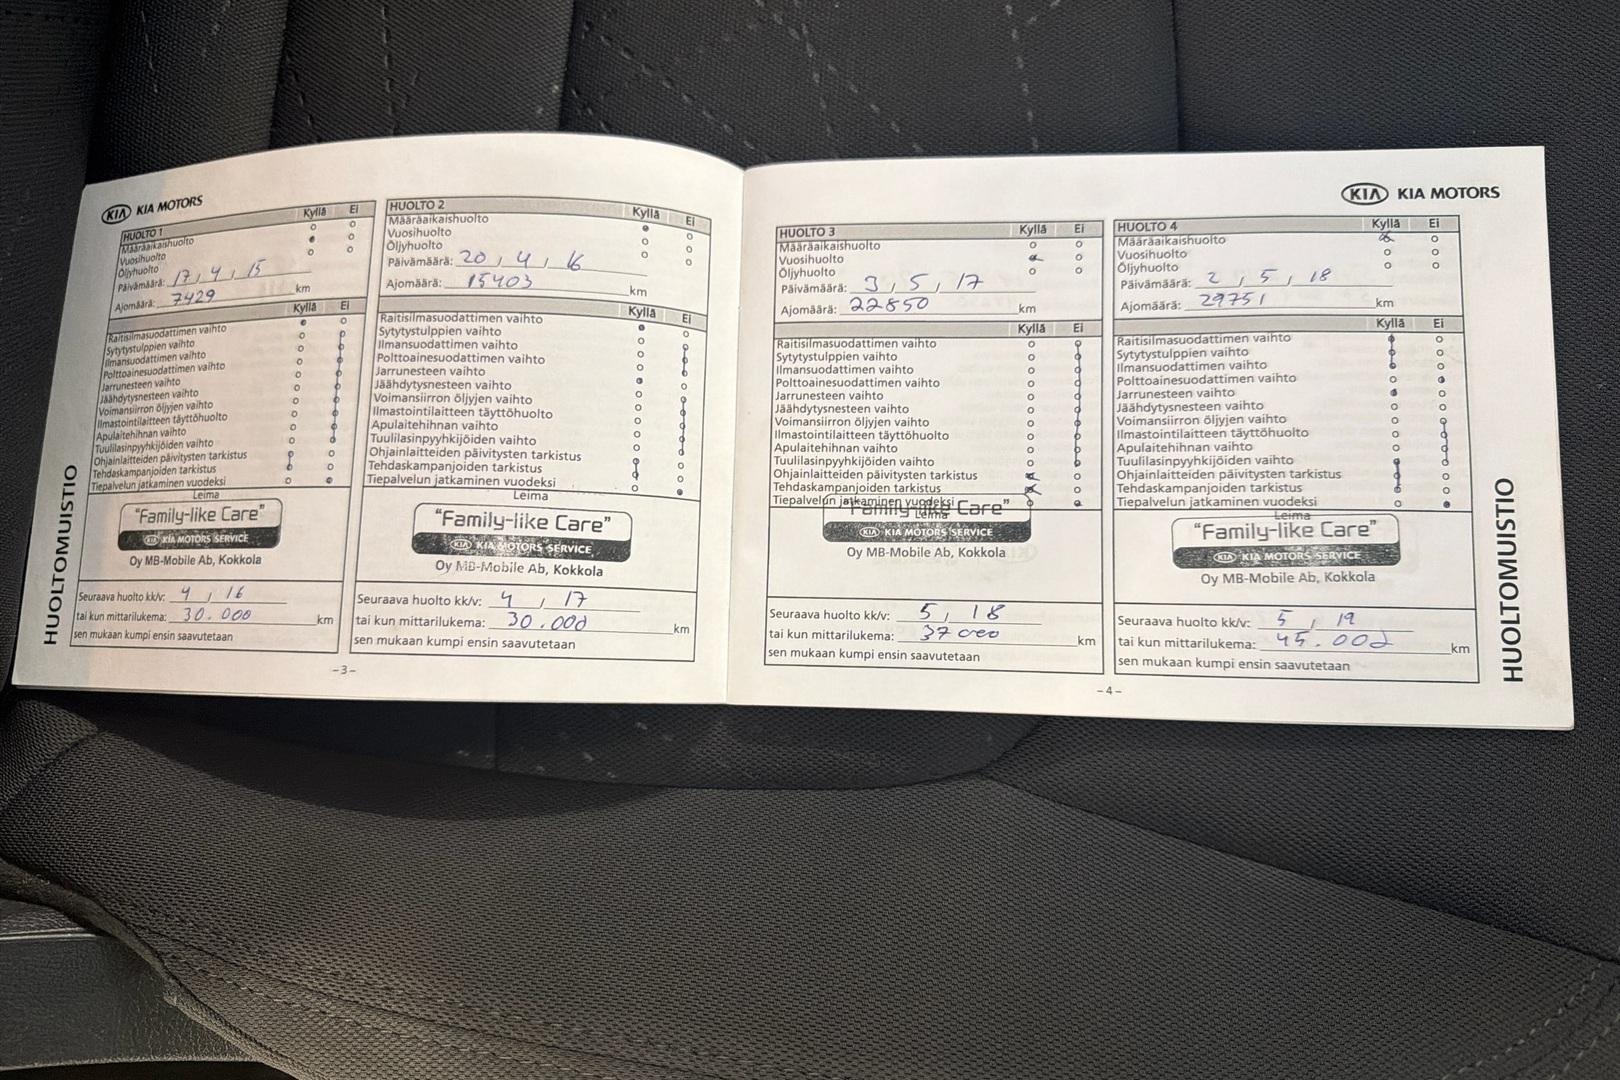 KIA KIA MOTORS
HUOLTO 1 Kyllä Ei
Määräaikaishuolto
Vuosihuolto
Öljyhuolto
Päivämäärä: 17, 4, 15
Ajomäärä: 7429 km
Kyllä Ei
Raitisilmasuodattimen vaihto
Sytytystulppien vaihto
Ilmansuodattimen vaihto
Polttoainesuodattimen vaihto
Jarrunesteen vaihto
Jäähdytysnesteen vaihto
Voimansiirron öljyjen vaihto
Ilmastointilaitteen täyttöhuolto
Apulaitehihnan vaihto
Tuulilasinpyyhkijöiden vaihto
Ohjainlaitteiden päivitysten tarkistus
Tehdaskampanjoiden tarkistus
Tiepalvelun jatkaminen vuodeksi
Leima
"Family-like Care"
KIA KIA MOTORS SERVICE
Oy MB-Mobile Ab, Kokkola
Seuraava huolto kk/v: 4 / 16
tai kun mittarilukema: 30.000 km
sen mukaan kumpi ensin saavutetaan
HUOLTOMUISTIO
HUOLTO 2 Kyllä Ei
Määräaikaishuolto
Vuosihuolto
Öljyhuolto
Päivämäärä: 20, 4, 16
Ajomäärä: 15403 km
Kyllä Ei
Raitisilmasuodattimen vaihto
Sytytystulppien vaihto
Ilmansuodattimen vaihto
Polttoainesuodattimen vaihto
Jarrunesteen vaihto
Jäähdytysnesteen vaihto
Voimansiirron öljyjen vaihto
Ilmastointilaitteen täyttöhuolto
Apulaitehihnan vaihto
Tuulilasinpyyhkijöiden vaihto
Ohjainlaitteiden päivitysten tarkistus
Tehdaskampanjoiden tarkistus
Tiepalvelun jatkaminen vuodeksi
Leima
"Family-like Care"
KIA KIA MOTORS SERVICE
Oy MB-Mobile Ab, Kokkola
Seuraava huolto kk/v: 4 / 17
tai kun mittarilukema: 30.000 km
sen mukaan kumpi ensin saavutetaan
-3-
KIA KIA MOTORS
HUOLTO 3 Kyllä Ei
Määräaikaishuolto
Vuosihuolto
Öljyhuolto
Päivämäärä: 3, 5, 17
Ajomäärä: 22850 km
Kyllä Ei
Raitisilmasuodattimen vaihto
Sytytystulppien vaihto
Ilmansuodattimen vaihto
Polttoainesuodattimen vaihto
Jarrunesteen vaihto
Jäähdytysnesteen vaihto
Voimansiirron öljyjen vaihto
Ilmastointilaitteen täyttöhuolto
Apulaitehihnan vaihto
Tuulilasinpyyhkijöiden vaihto
Ohjainlaitteiden päivitysten tarkistus
Tehdaskampanjoiden tarkistus
Tiepalvelun jatkaminen vuodeksi
Leima
"Family-like Care"
KIA KIA MOTORS SERVICE
Oy MB-Mobile Ab, Kokkola
Seuraava huolto kk/v: 5, 18
tai kun mittarilukema: 37000 km
sen mukaan kumpi ensin saavutetaan
HUOLTO 4 Kyllä Ei
Määräaikaishuolto
Vuosihuolto
Öljyhuolto
Päivämäärä: 2, 5, 18
Ajomäärä: 29751 km
Kyllä Ei
Raitisilmasuodattimen vaihto
Sytytystulppien vaihto
Ilmansuodattimen vaihto
Polttoainesuodattimen vaihto
Jarrunesteen vaihto
Jäähdytysnesteen vaihto
Voimansiirron öljyjen vaihto
Ilmastointilaitteen täyttöhuolto
Apulaitehihnan vaihto
Tuulilasinpyyhkijöiden vaihto
Ohjainlaitteiden päivitysten tarkistus
Tehdaskampanjoiden tarkistus
Tiepalvelun jatkaminen vuodeksi
Leima
"Family-like Care"
KIA KIA MOTORS SERVICE
Oy MB-Mobile Ab, Kokkola
Seuraava huolto kk/v: 5 / 19
tai kun mittarilukema: 45.000 km
sen mukaan kumpi ensin saavutetaan
HUOLTOMUISTIO
-4-